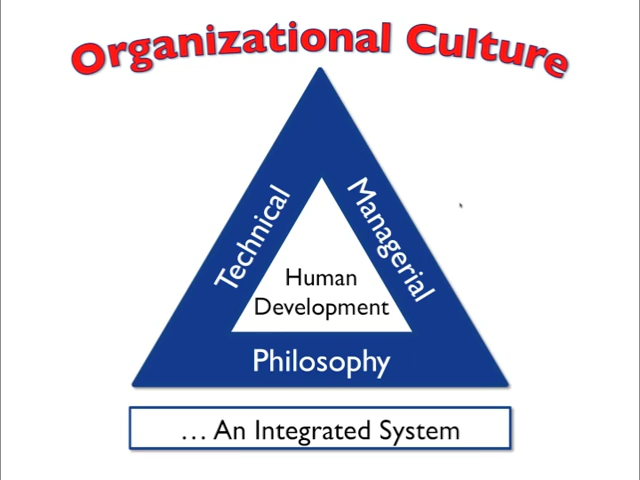 Organizational Culture
Technical
Managerial
Human
Development
Philosophy
… An Integrated System